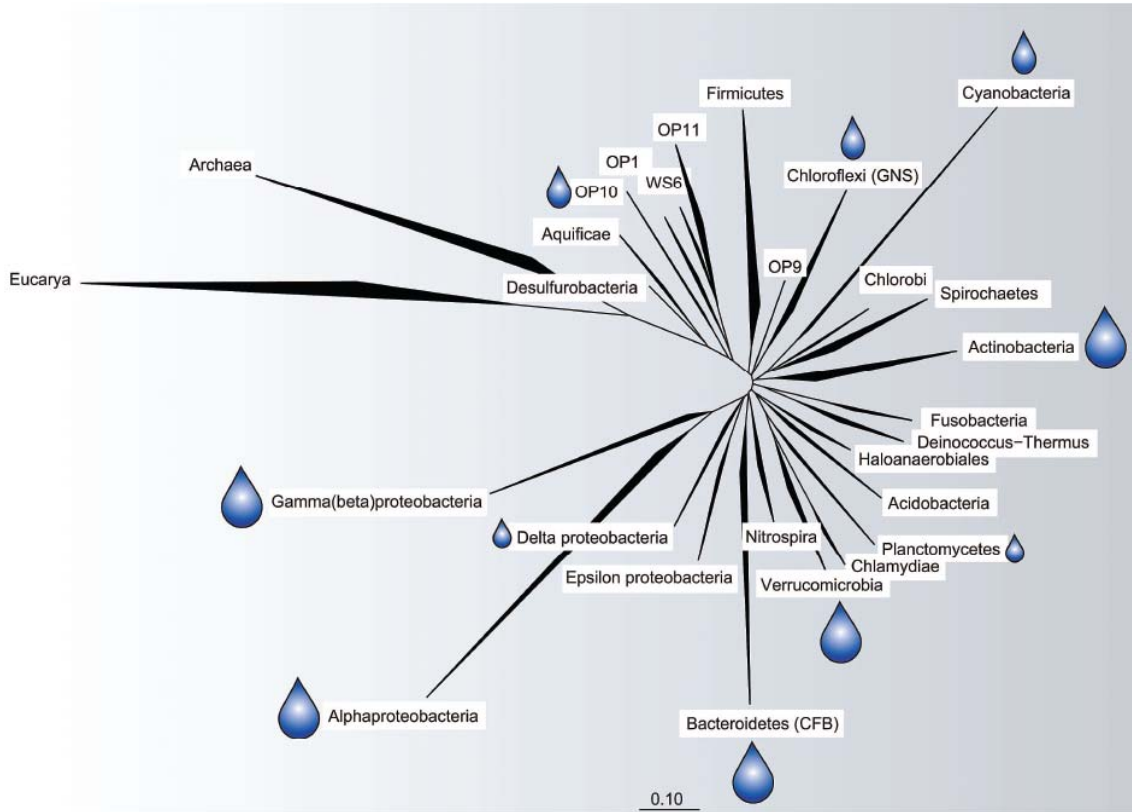 Cyanobacteria
Firmicutes
OP11
Archaea
OP1
WS6
Chloroflexi (GNS)
OP10
Aquificae
OP9
Eucarya
Desulfurobacteria
Chlorobi
Spirochaetes
Actinobacteria
Fusobacteria
Deinococcus–Thermus
Haloanaerobiales
Gamma(beta)proteobacteria
Acidobacteria
Delta proteobacteria
Nitrospira
Planctomycetes
Chlamydiae
Epsilon proteobacteria
Verrucomicrobia
Alphaproteobacteria
Bacteroidetes (CFB)
0.10